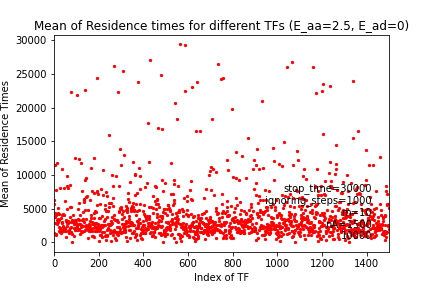 Mean of Residence times for different TFs (E_aa=2.5, E_ad=0)
30000
25000
20000
15000
10000
5000
0
Mean of Residence Times
stop_time=30000
ignoring_steps=1000
n=10
0
200
400
600
800
1000
1200
1400
Index of TF